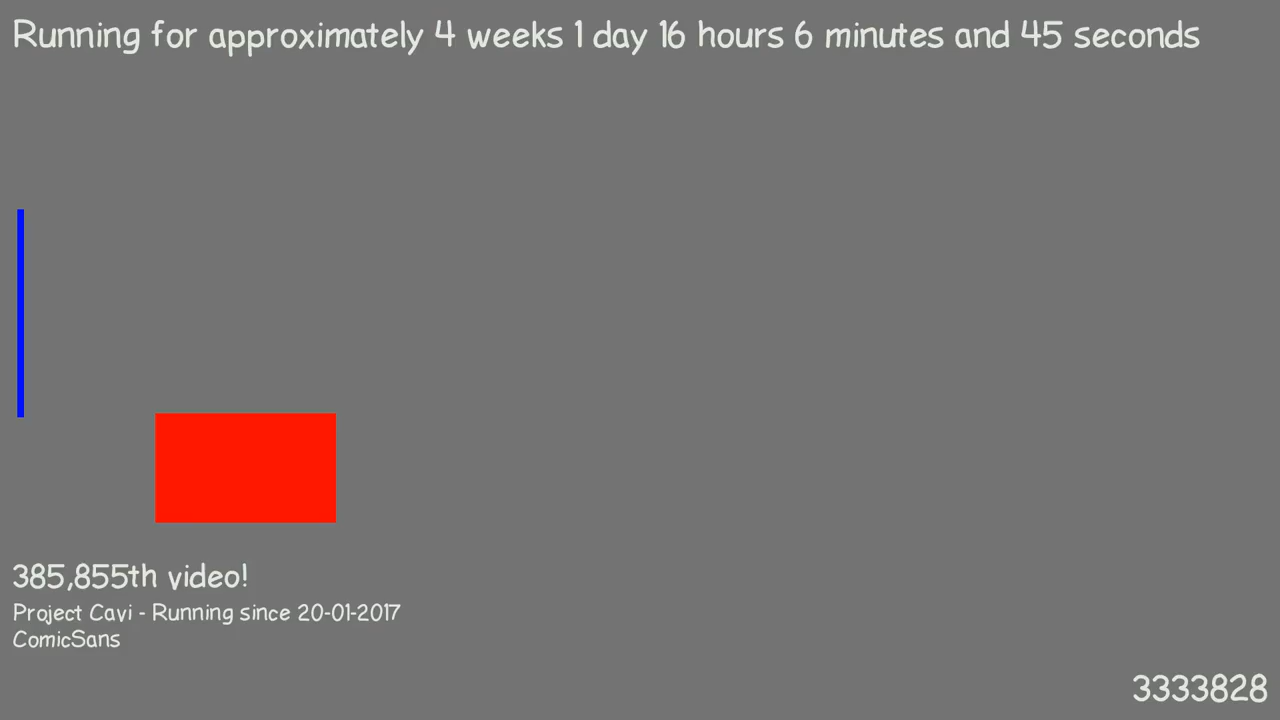 Running for approximately 4 weeks 1 day 16 hours 6 minutes and 45 seconds
385,855th video!
Project Cavi - Running since 20-01-2017
ComicSans
3333828